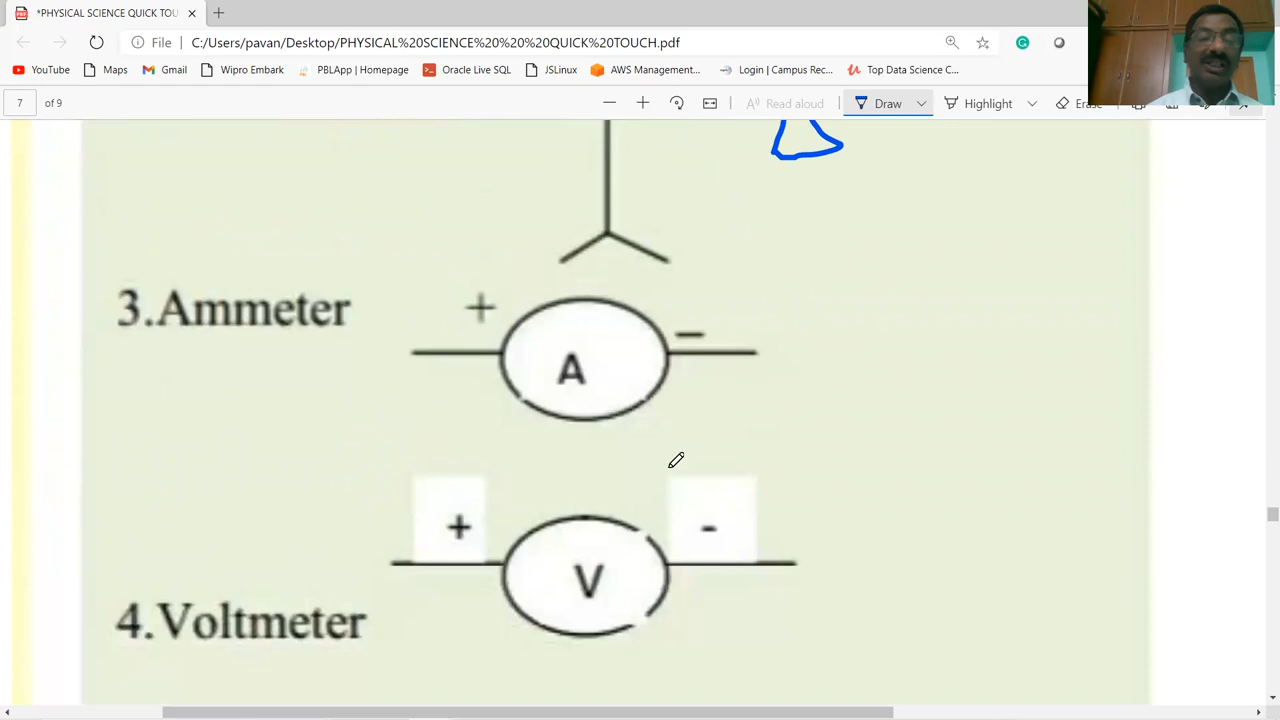 *PHYSICAL SCIENCE QUICK TOU
File
C:/Users/pavan/Desktop/PHYSICAL%20SCIENCE%20%20%20QUICK%20TOUCH.pdf
YouTube
Maps
Gmail
Wipro Embark
PBLApp | Homepage
Oracle Live SQL
JSLinux
AWS Management...
Login | Campus Rec...
Top Data Science C...
7 of 9
Read aloud
Draw
Highlight
Erase
3.Ammeter
+
A
−
+
V
-
4.Voltmeter